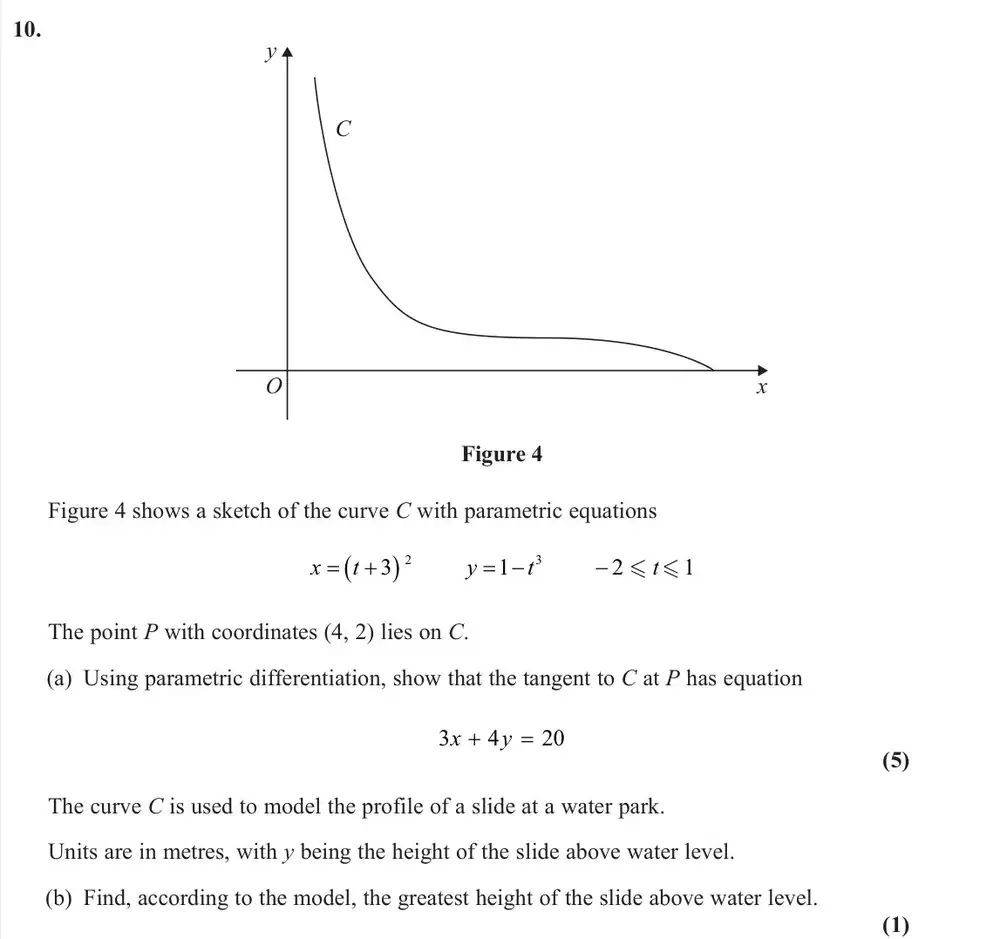 10.
y
C
O
x
Figure 4
Figure 4 shows a sketch of the curve C with parametric equations
x = (t + 3)² y = 1 − t³ −2 ⩽ t ⩽ 1
The point P with coordinates (4, 2) lies on C.
(a) Using parametric differentiation, show that the tangent to C at P has equation
3x + 4y = 20
(5)
The curve C is used to model the profile of a slide at a water park.
Units are in metres, with y being the height of the slide above water level.
(b) Find, according to the model, the greatest height of the slide above water level.
(1)